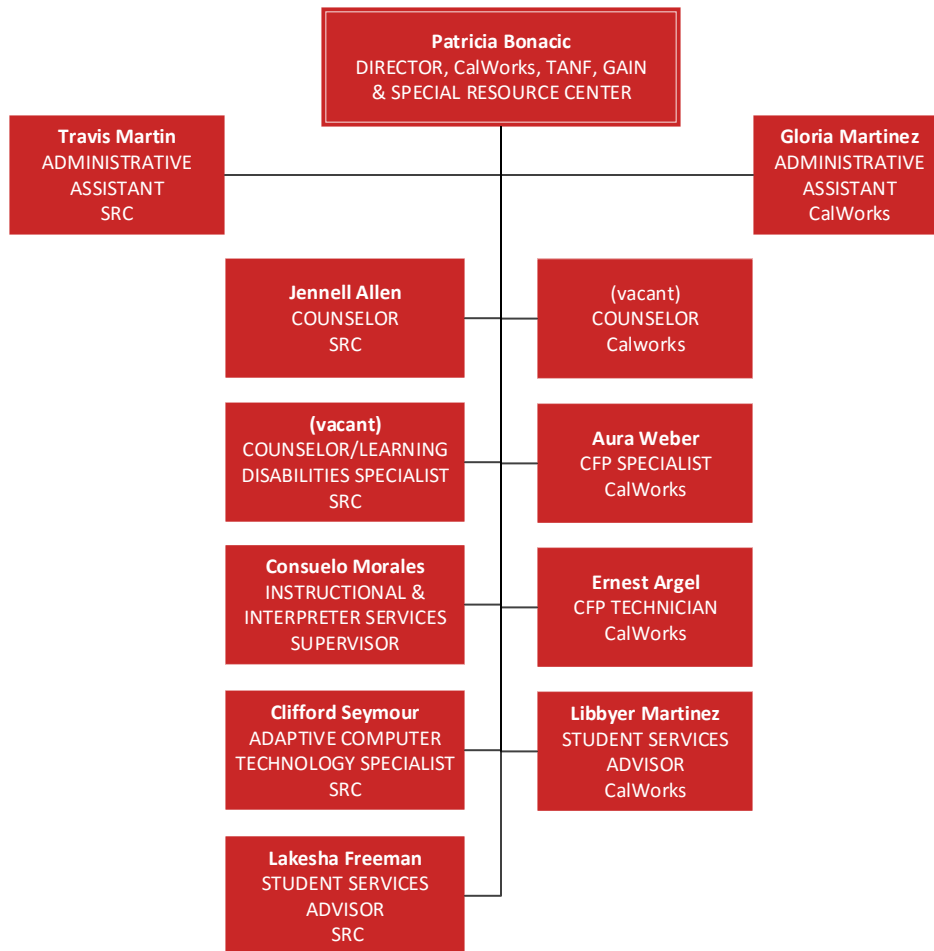 Patricia Bonacic
DIRECTOR, CalWorks, TANF, GAIN
& SPECIAL RESOURCE CENTER
Travis Martin
ADMINISTRATIVE
ASSISTANT
SRC
Gloria Martinez
ADMINISTRATIVE
ASSISTANT
CalWorks
Jennell Allen
COUNSELOR
SRC
(vacant)
COUNSELOR
Calworks
(vacant)
COUNSELOR/LEARNING
DISABILITIES SPECIALIST
SRC
Aura Weber
CFP SPECIALIST
CalWorks
Consuelo Morales
INSTRUCTIONAL &
INTERPRETER SERVICES
SUPERVISOR
Ernest Argel
CFP TECHNICIAN
CalWorks
Clifford Seymour
ADAPTIVE COMPUTER
TECHNOLOGY SPECIALIST
SRC
Libbyer Martinez
STUDENT SERVICES
ADVISOR
CalWorks
Lakesha Freeman
STUDENT SERVICES
ADVISOR
SRC